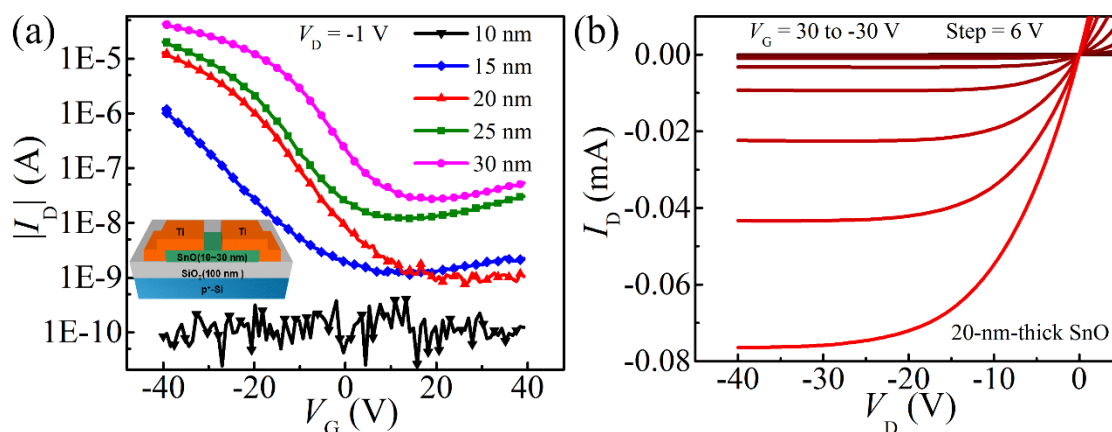 (a)
V_D = -1 V
10 nm
15 nm
20 nm
25 nm
30 nm
1E-5
1E-6
1E-7
1E-8
1E-9
1E-10
|I_D| (A)
Ti Ti
SnO(10~30 nm)
SiO₂(100 nm)
p⁺-Si
-40 -20 0 20 40
V_G (V)
(b)
V_G = 30 to -30 V Step = 6 V
0.00
-0.02
-0.04
-0.06
-0.08
I_D (mA)
20-nm-thick SnO
-40 -30 -20 -10 0
V_D (V)